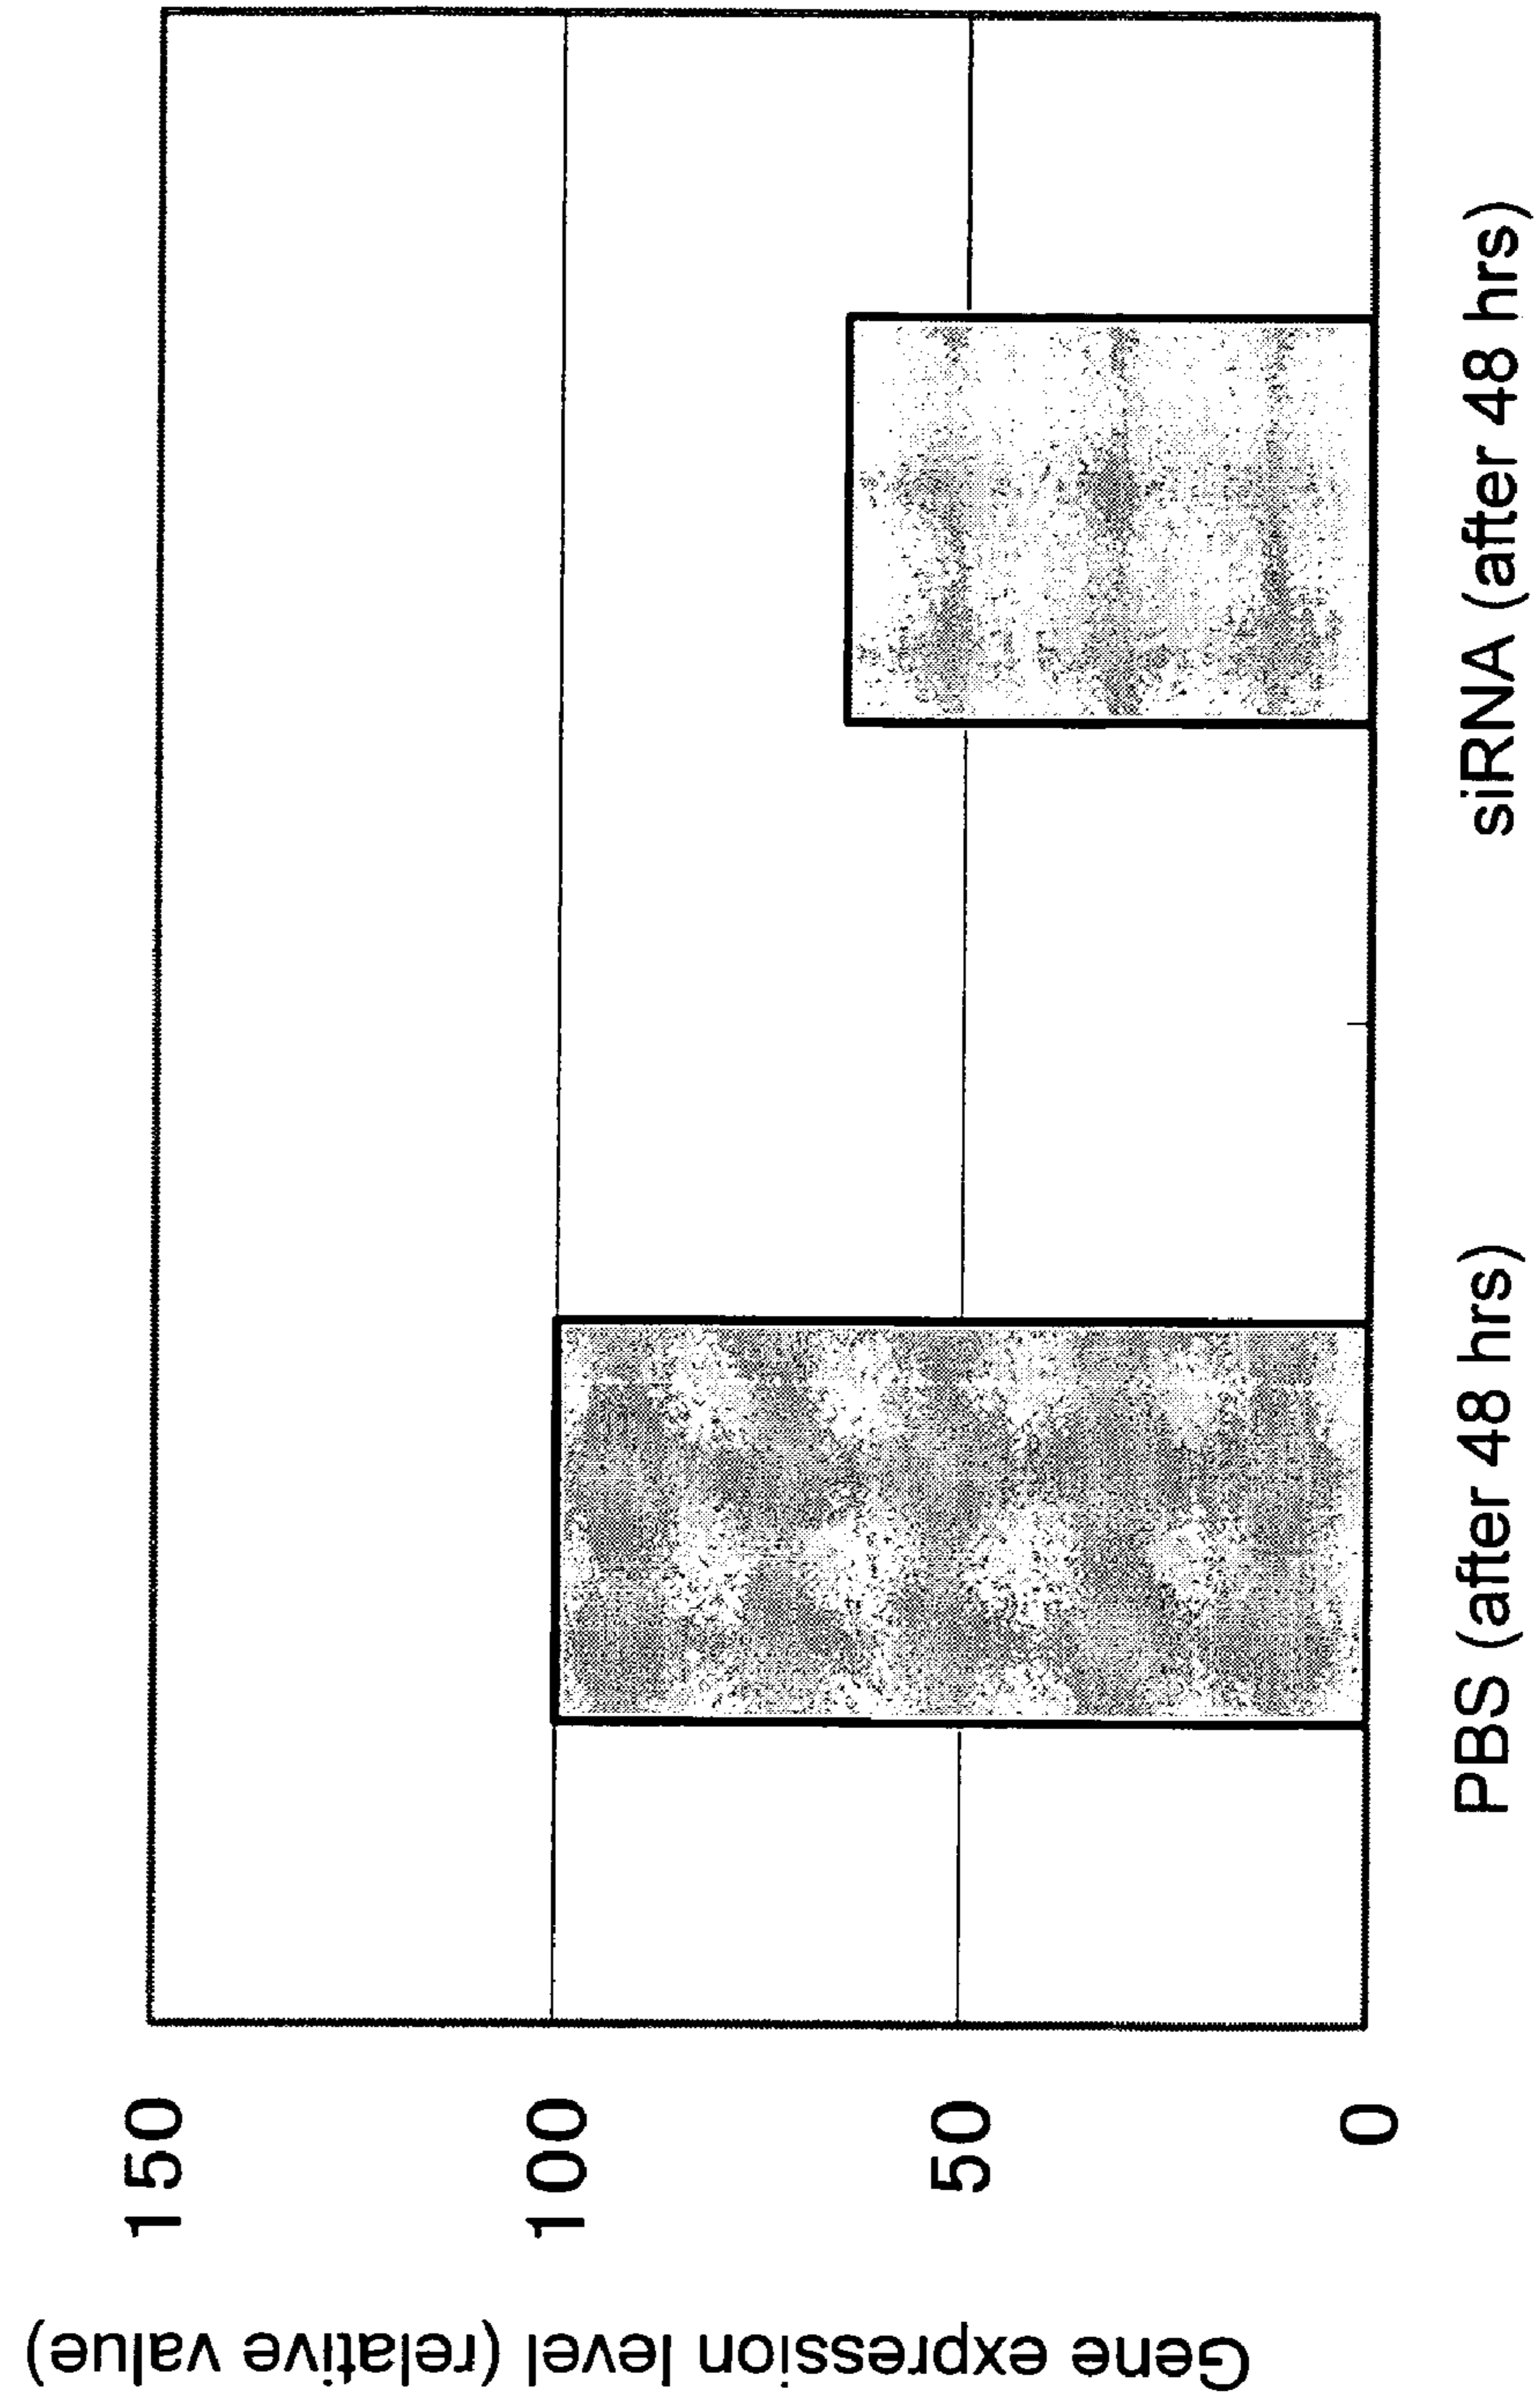 Gene expression level (relative value)
150
100
50
0
PBS (after 48 hrs)
siRNA (after 48 hrs)